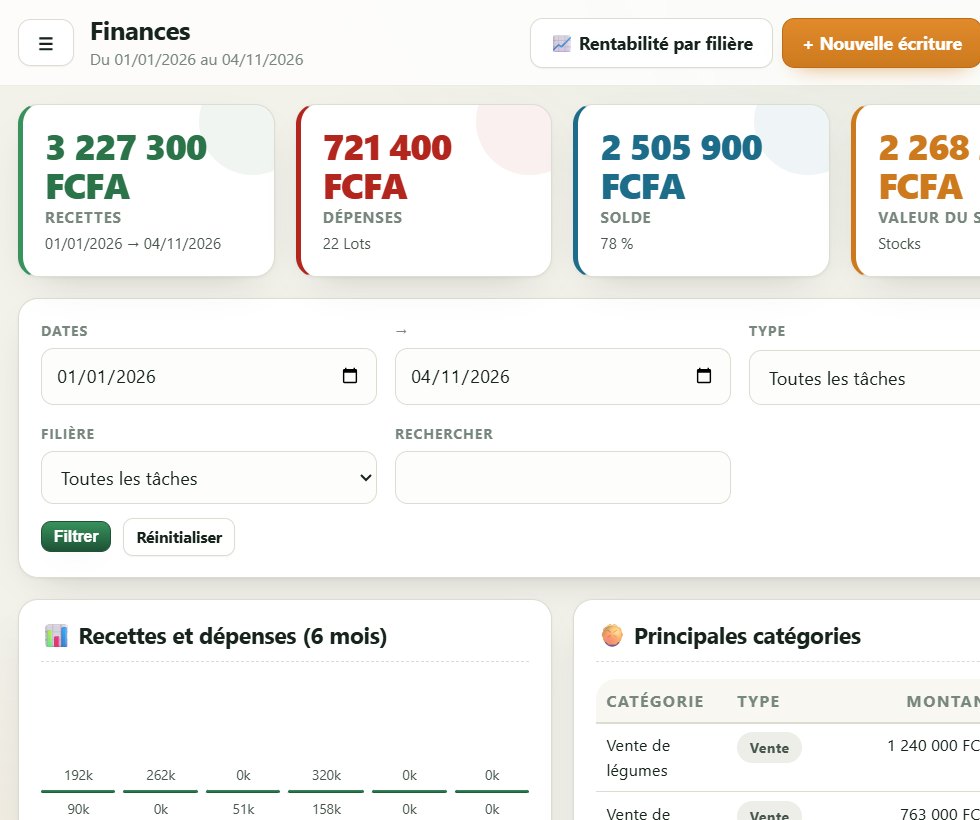 Finances
Du 01/01/2026 au 04/11/2026
Rentabilité par filière
+ Nouvelle écriture
3 227 300
FCFA
RECETTES
01/01/2026 → 04/11/2026
721 400
FCFA
DÉPENSES
22 Lots
2 505 900
FCFA
SOLDE
78 %
2 268
FCFA
VALEUR DU S
Stocks
DATES
01/01/2026
→
04/11/2026
TYPE
Toutes les tâches
FILIÈRE
Toutes les tâches
RECHERCHER
Filtrer
Réinitialiser
Recettes et dépenses (6 mois)
192k 262k 0k 320k 0k 0k
90k 0k 51k 158k 0k 0k
Principales catégories
CATÉGORIE TYPE MONTAN
Vente de
légumes
Vente
1 240 000 FC
Vente de
Vente
763 000 FC